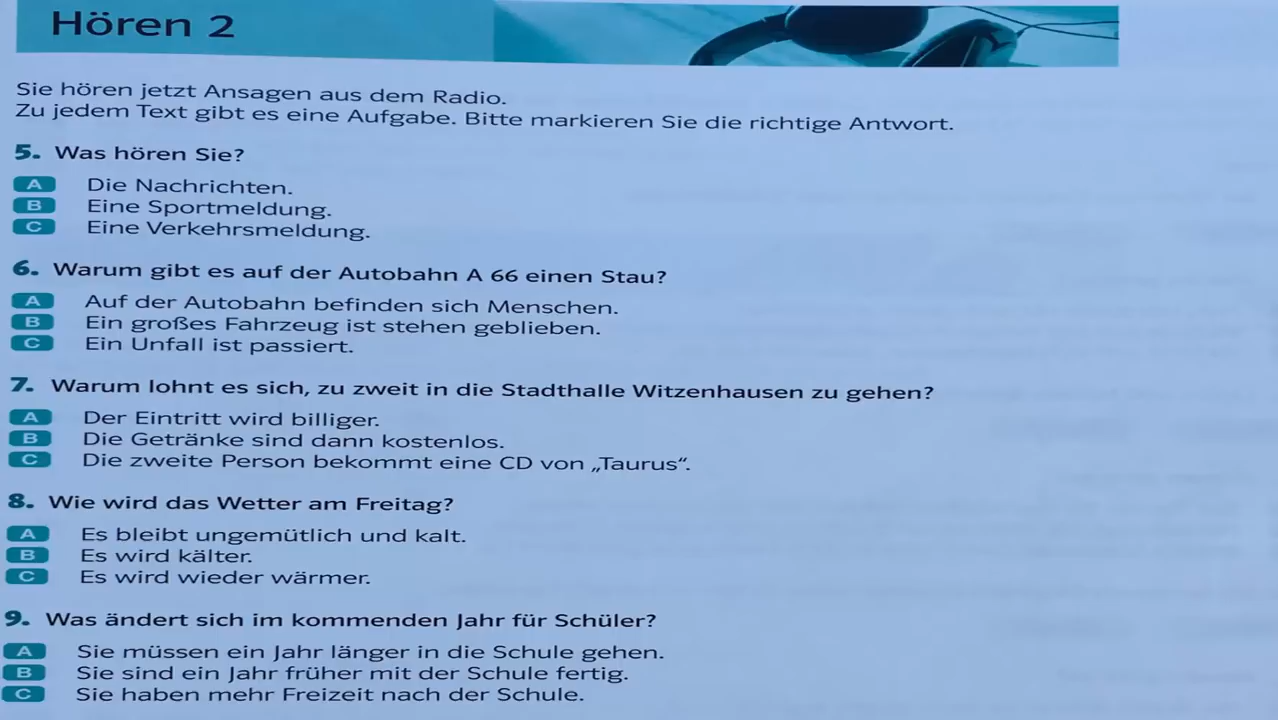 Hören 2
Sie hören jetzt Ansagen aus dem Radio.
Zu jedem Text gibt es eine Aufgabe. Bitte markieren Sie die richtige Antwort.
5. Was hören Sie?
A Die Nachrichten.
B Eine Sportmeldung.
C Eine Verkehrsmeldung.
6. Warum gibt es auf der Autobahn A 66 einen Stau?
A Auf der Autobahn befinden sich Menschen.
B Ein großes Fahrzeug ist stehen geblieben.
C Ein Unfall ist passiert.
7. Warum lohnt es sich, zu zweit in die Stadthalle Witzenhausen zu gehen?
A Der Eintritt wird billiger.
B Die Getränke sind dann kostenlos.
C Die zweite Person bekommt eine CD von „Taurus“.
8. Wie wird das Wetter am Freitag?
A Es bleibt ungemütlich und kalt.
B Es wird kälter.
C Es wird wieder wärmer.
9. Was ändert sich im kommenden Jahr für Schüler?
A Sie müssen ein Jahr länger in die Schule gehen.
B Sie sind ein Jahr früher mit der Schule fertig.
C Sie haben mehr Freizeit nach der Schule.